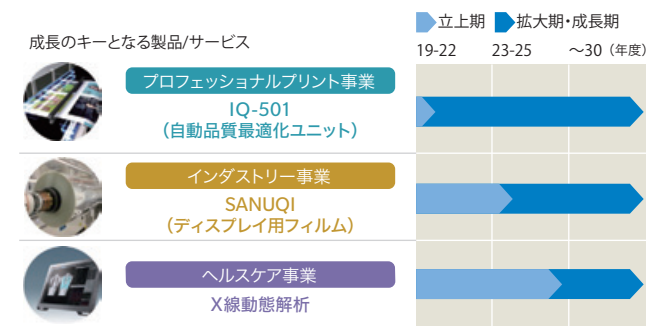 立上期 拡大期・成長期
成長のキーとなる製品/サービス
19-22 23-25 ～30（年度）
プロフェッショナルプリント事業
IQ-501
（自動品質最適化ユニット）
インダストリー事業
SANUQI
（ディスプレイ用フィルム）
ヘルスケア事業
X線動態解析